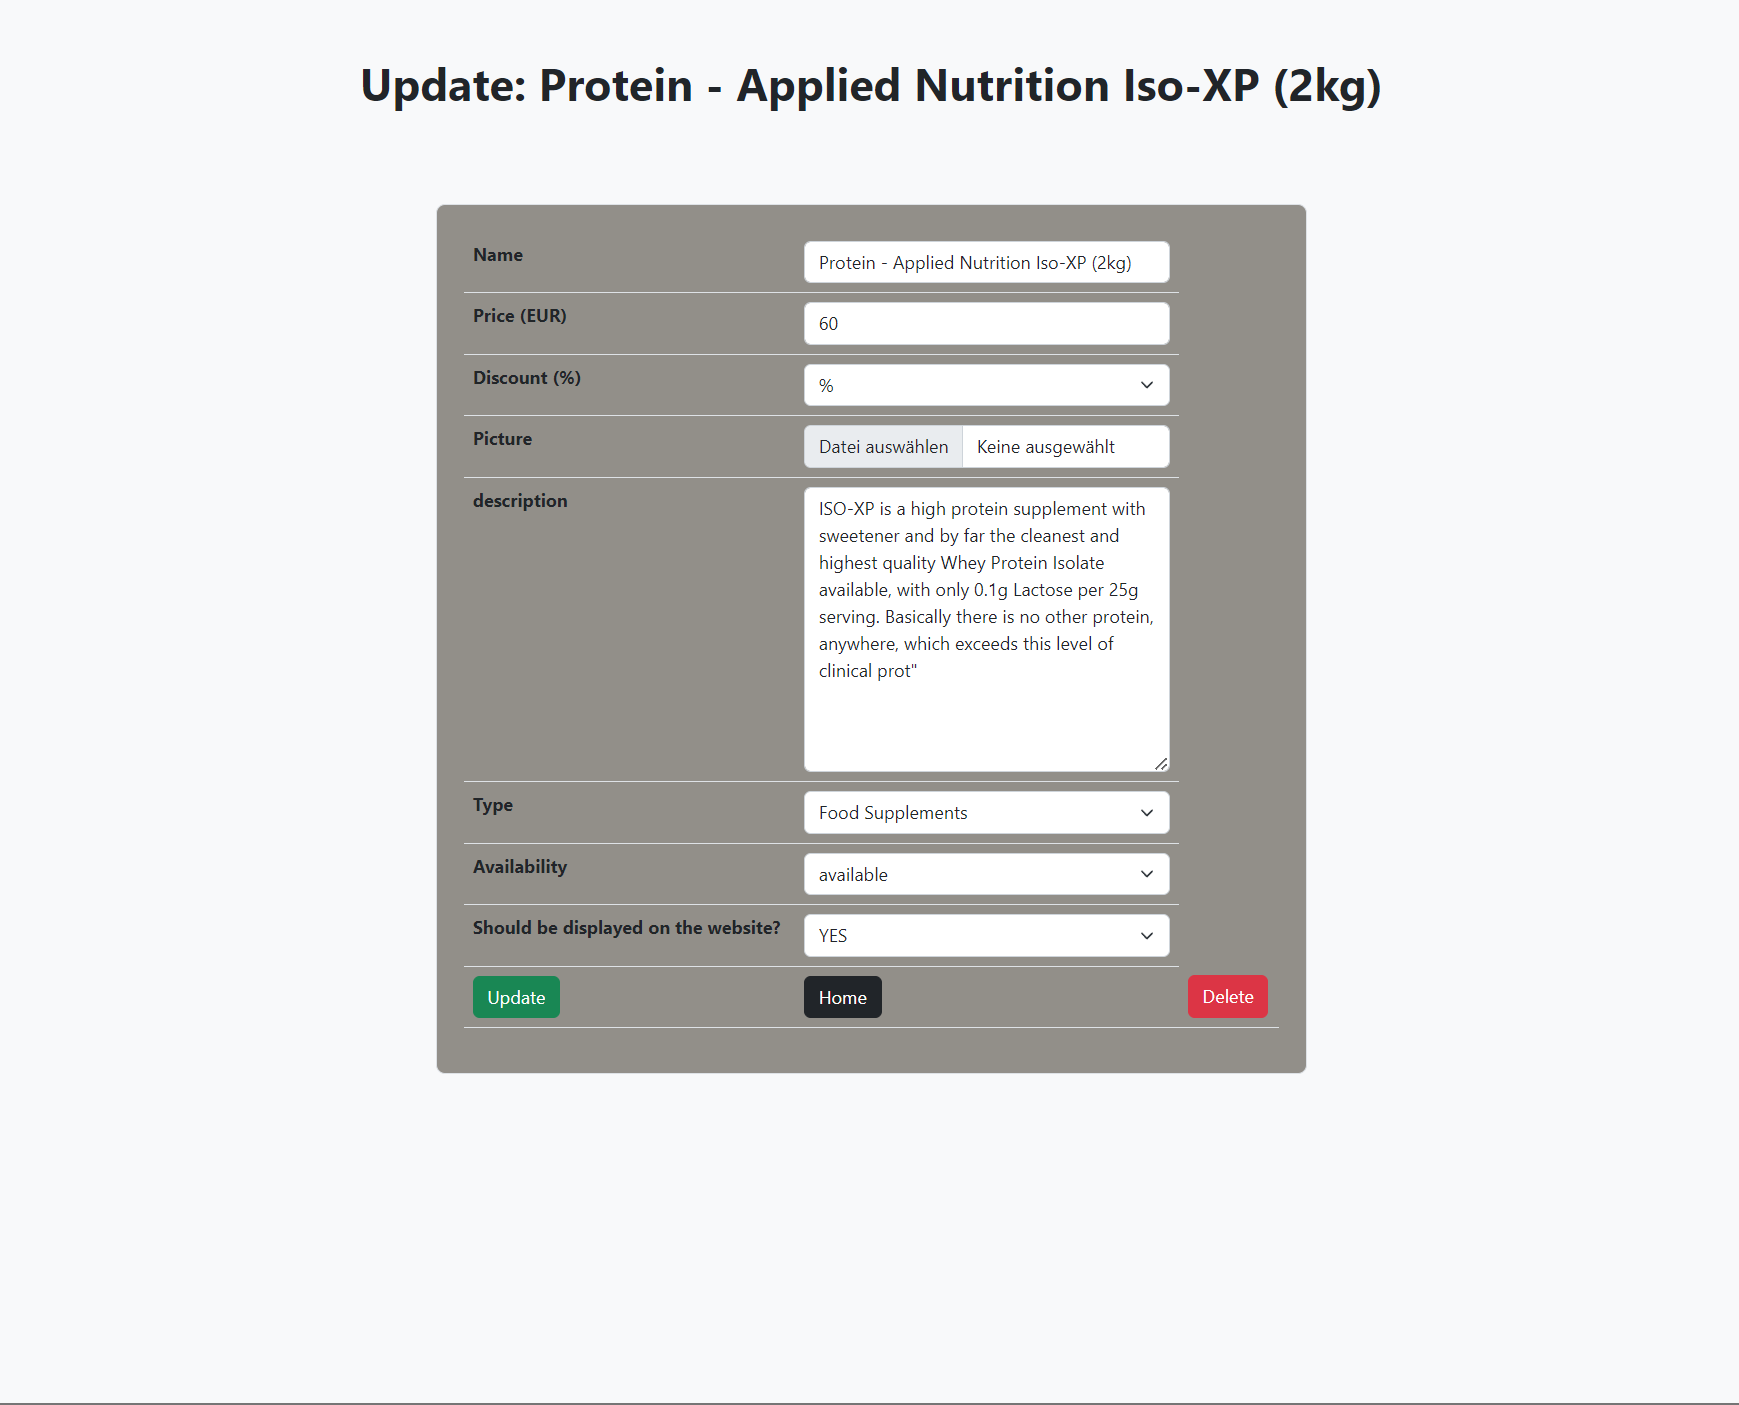 Update: Protein - Applied Nutrition Iso-XP (2kg)
Name
Protein - Applied Nutrition Iso-XP (2kg)
Price (EUR)
60
Discount (%)
%
Picture
Datei auswählen Keine ausgewählt
description
ISO-XP is a high protein supplement with
sweetener and by far the cleanest and
highest quality Whey Protein Isolate
available, with only 0.1g Lactose per 25g
serving. Basically there is no other protein,
anywhere, which exceeds this level of
clinical prot"
Type
Food Supplements
Availability
available
Should be displayed on the website?
YES
Update
Home
Delete